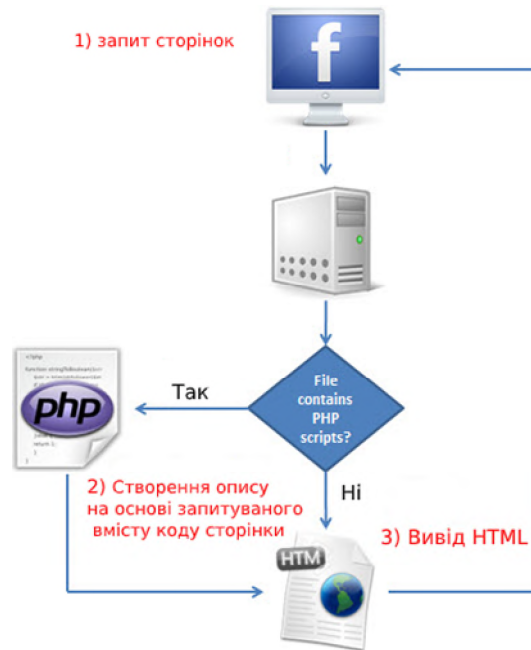 1) запит сторінок
f
File
contains
PHP
scripts?
Так
<?php
php
Ні
2) Створення опису
на основі запитуваного
вмісту коду сторінки
3) Вивід HTML
HTM